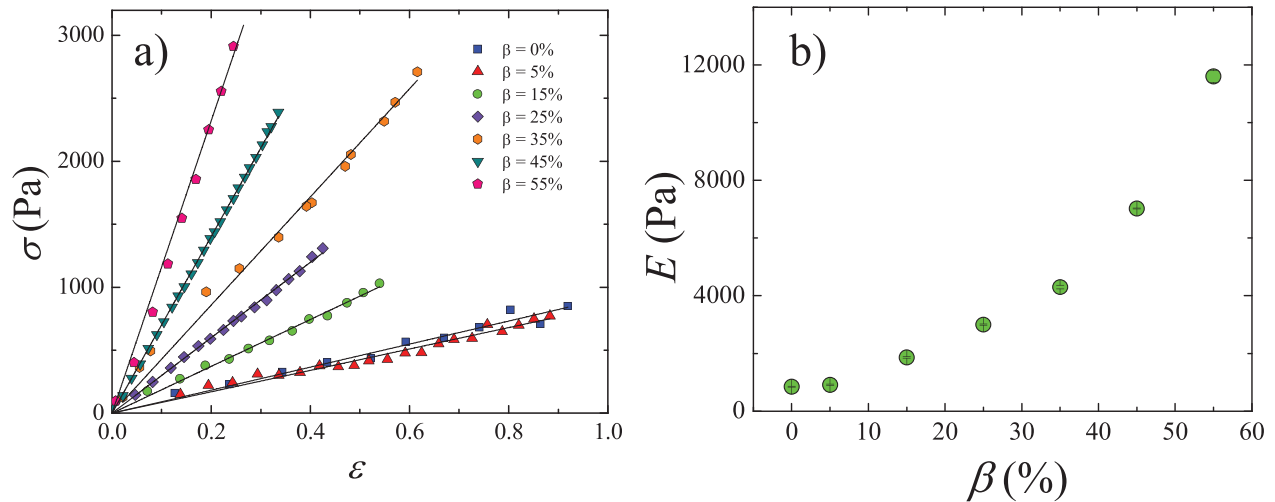 a)
3000
2000
1000
0
σ (Pa)
0.0 0.2 0.4 0.6 0.8 1.0
ε
β = 0%
β = 5%
β = 15%
β = 25%
β = 35%
β = 45%
β = 55%
b)
12000
8000
4000
0
E (Pa)
0 10 20 30 40 50 60
β (%)